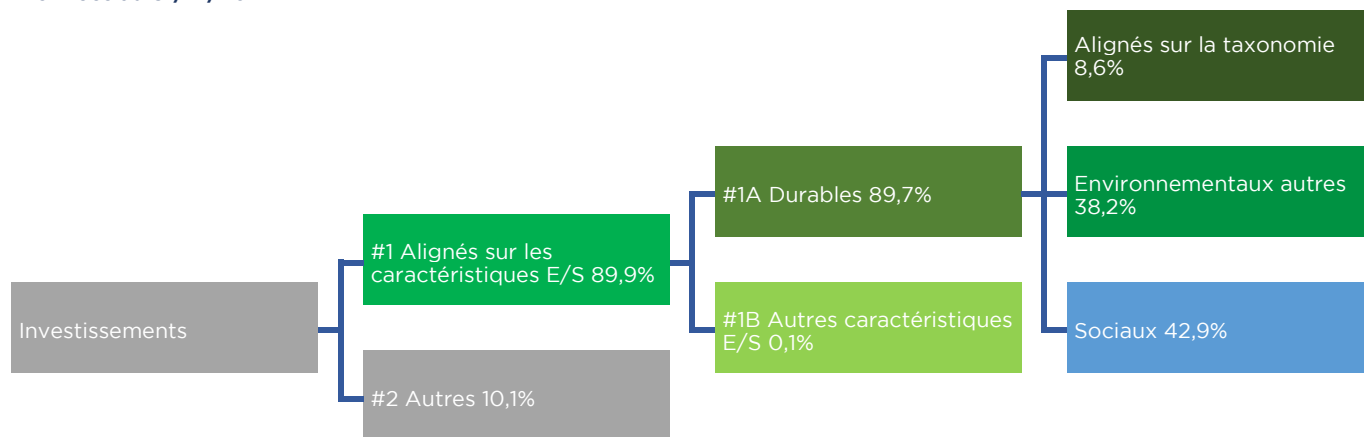 Alignés sur la taxonomie
8,6%
#1A Durables 89,7%
Environnementaux autres
38,2%
#1 Alignés sur les
caractéristiques E/S 89,9%
Investissements
#1B Autres caractéristiques
E/S 0,1%
Sociaux 42,9%
#2 Autres 10,1%